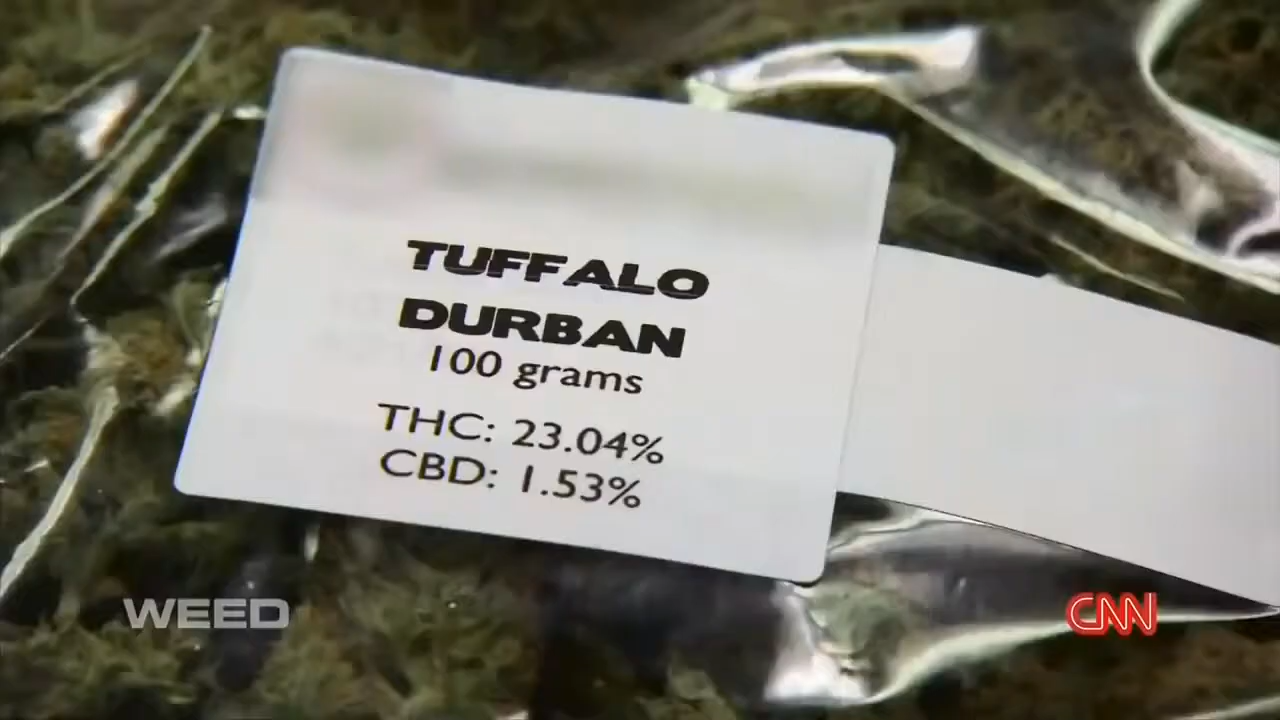 TUFFALO
DURBAN
100 grams
THC: 23.04%
CBD: 1.53%
WEED
CNN